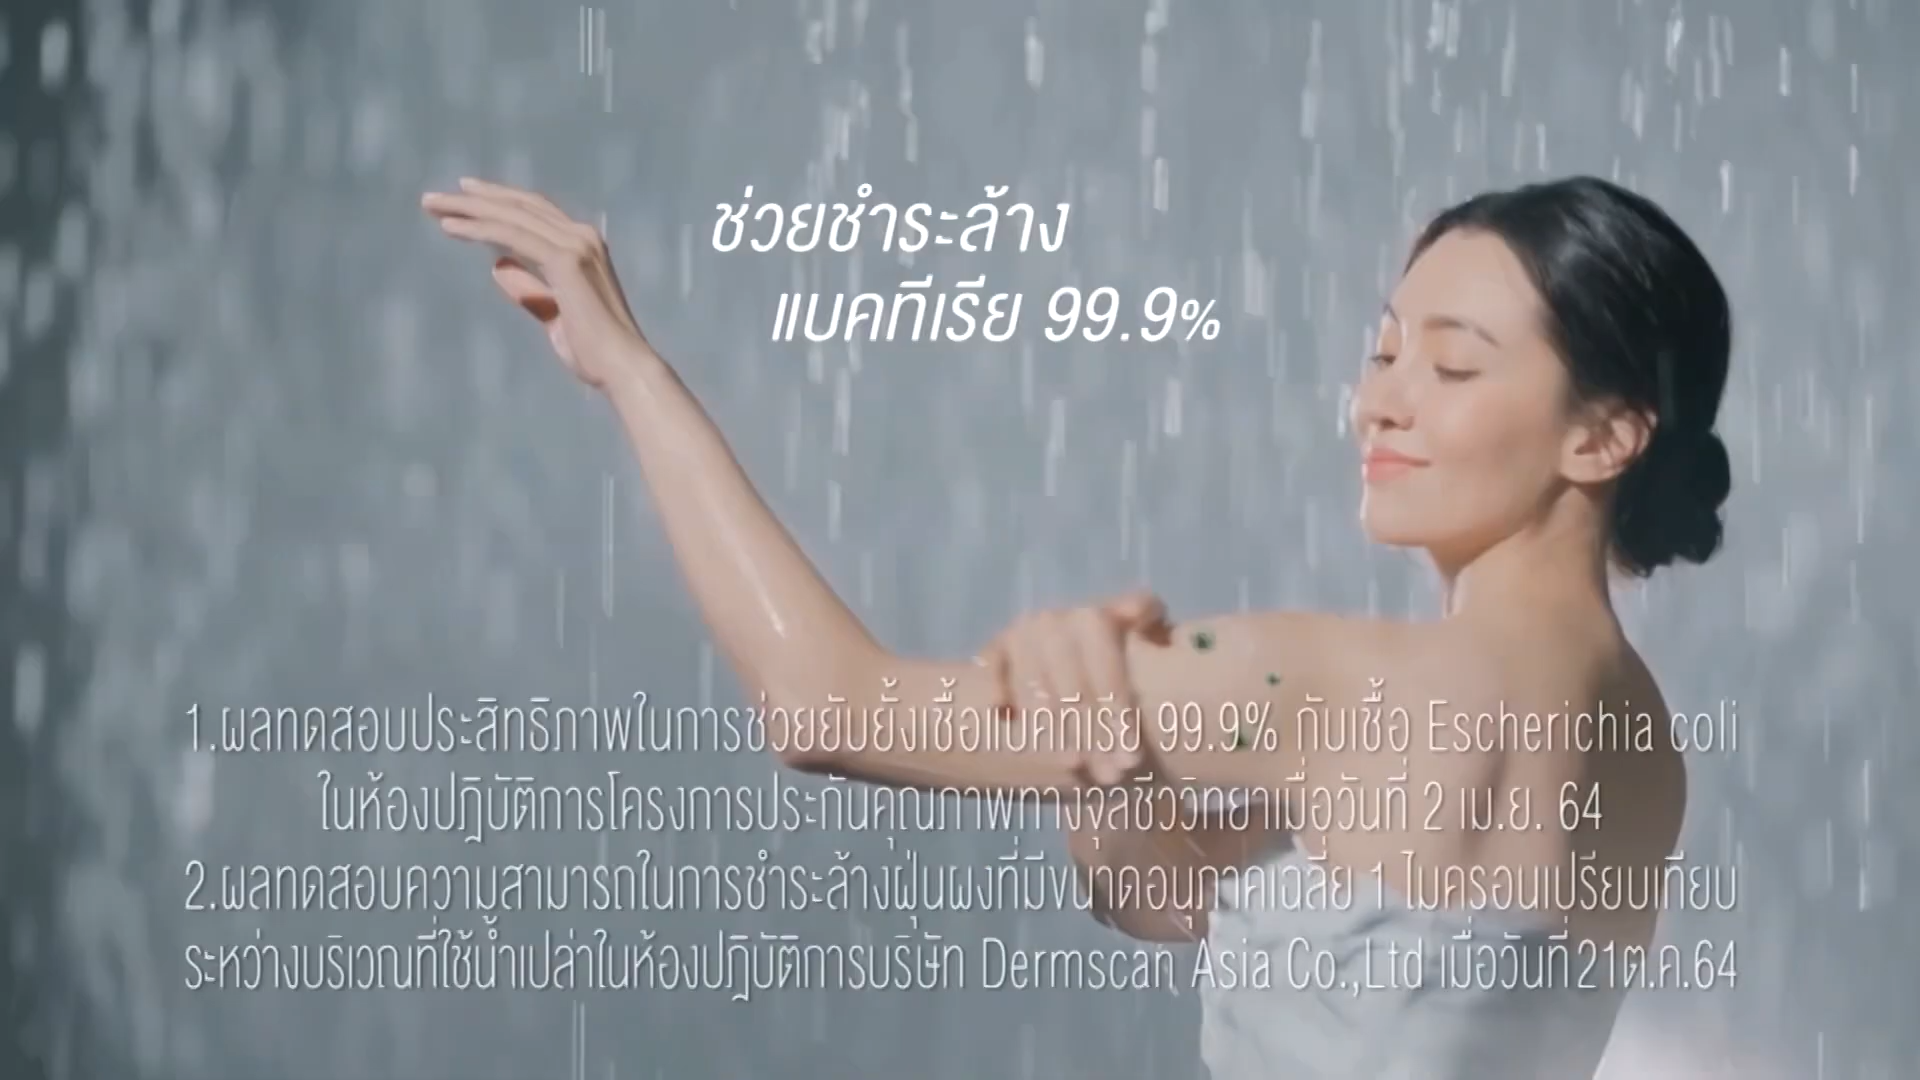 ช่วยชำระล้าง
แบคทีเรีย 99.9%
1.ผลทดสอบประสิทธิภาพในการช่วยยับยั้งเชื้อแบคทีเรีย 99.9% กับเชื้อ Escherichia coli
ในห้องปฏิบัติการโครงการประกันคุณภาพทางจุลชีววิทยาเมื่อวันที่ 2 เม.ย. 64
2.ผลทดสอบความสามารถในการชำระล้างฝุ่นผงที่มีขนาดอนุภาคเฉลี่ย 1 ไมครอนเปรียบเทียบ
ระหว่างบริเวณที่ใช้น้ำเปล่าในห้องปฏิบัติการบริษัท Dermscan Asia Co.,Ltd เมื่อวันที่21ต.ค.64